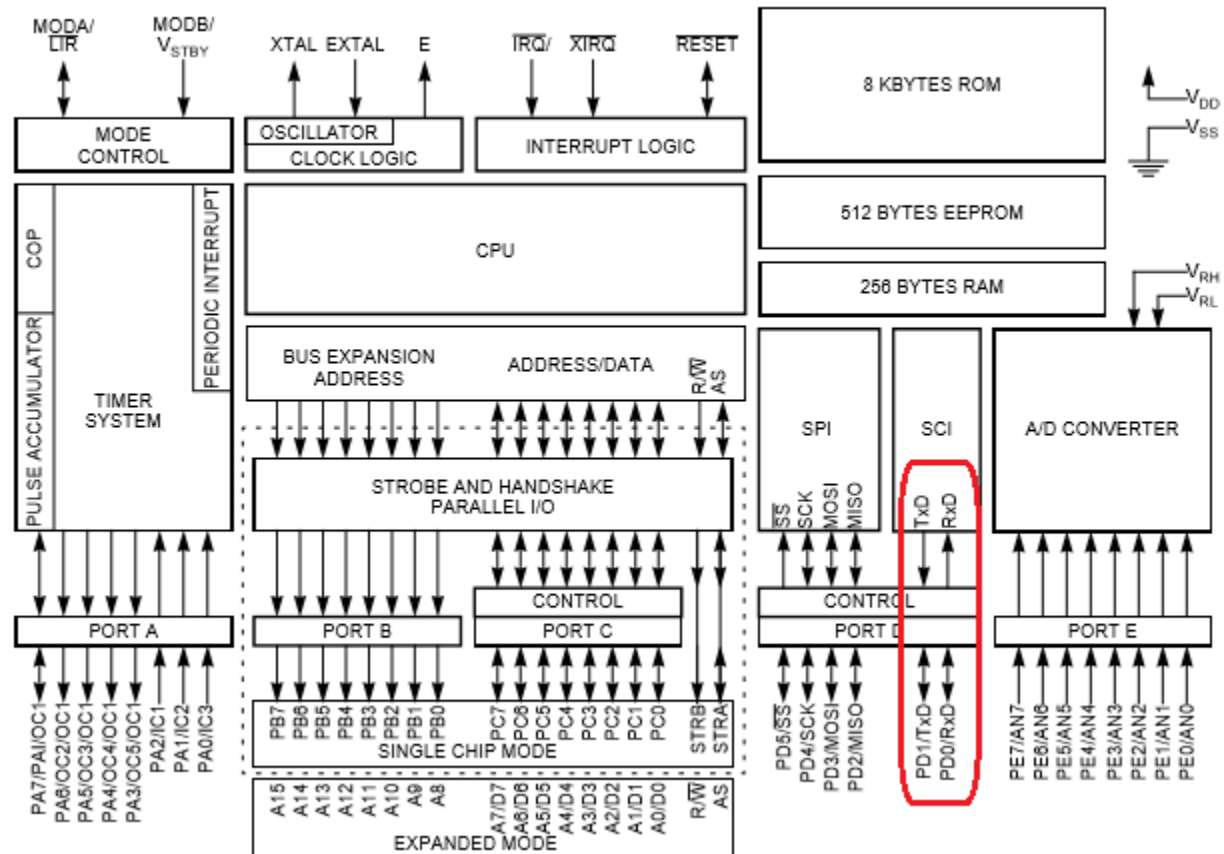 MODA/
LIR
MODB/
VSTBY
XTAL EXTAL E
IRQ/ XIRQ RESET
8 KBYTES ROM
VDD
VSS
MODE
CONTROL
OSCILLATOR
CLOCK LOGIC
INTERRUPT LOGIC
512 BYTES EEPROM
COP
PERIODIC INTERRUPT
CPU
256 BYTES RAM
VRH
VRL
PULSE ACCUMULATOR
TIMER
SYSTEM
BUS EXPANSION
ADDRESS
ADDRESS/DATA
R/W
AS
SPI
SCI
A/D CONVERTER
STROBE AND HANDSHAKE
PARALLEL I/O
SS
SCK
MOSI
MISO
TxD
RxD
CONTROL
CONTROL
PORT A
PORT B
PORT C
PORT D
PORT E
PA7/PAI/OC1
PA6/OC2/OC1
PA5/OC3/OC1
PA4/OC4/OC1
PA3/OC5/OC1
PA2/IC1
PA1/IC2
PA0/IC3
PB7
PB6
PB5
PB4
PB3
PB2
PB1
PB0
PC7
PC6
PC5
PC4
PC3
PC2
PC1
PC0
STRB
STRA
SINGLE CHIP MODE
PD5/SS
PD4/SCK
PD3/MOSI
PD2/MISO
PD1/TxD
PD0/RxD
PE7/AN7
PE6/AN6
PE5/AN5
PE4/AN4
PE3/AN3
PE2/AN2
PE1/AN1
PE0/AN0
A15
A14
A13
A12
A11
A10
A9
A8
A7/D7
A6/D6
A5/D5
A4/D4
A3/D3
A2/D2
A1/D1
A0/D0
R/W
AS
EXPANDED MODE